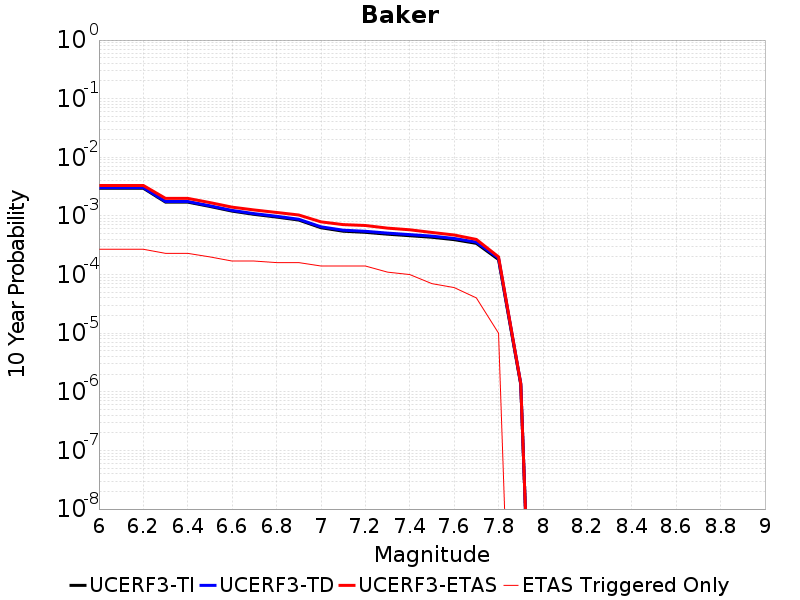 Baker
10 Year Probability
10^0
10^-1
10^-2
10^-3
10^-4
10^-5
10^-6
10^-7
10^-8
6 6.2 6.4 6.6 6.8 7 7.2 7.4 7.6 7.8 8 8.2 8.4 8.6 8.8 9
Magnitude
UCERF3-TI UCERF3-TD UCERF3-ETAS ETAS Triggered Only